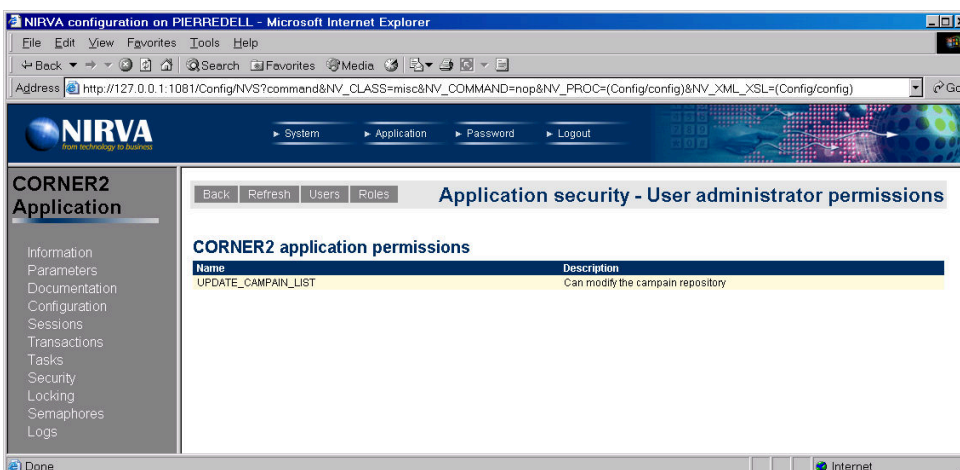 NIRVA configuration on PIERREDELL - Microsoft Internet Explorer
File Edit View Favorites Tools Help
Back Search Favorites Media
Address http://127.0.0.1:1081/Config/NVS?command&NV_CLASS=misc&NV_COMMAND=nop&NV_PROC=(Config/config)&NV_XML_XSL=(Config/config) Go
NIRVA
from technology to business
System Application Password Logout
CORNER2
Application
Information
Parameters
Documentation
Configuration
Sessions
Transactions
Tasks
Security
Locking
Semaphores
Logs
Back Refresh Users Roles Application security - User administrator permissions
CORNER2 application permissions
Name Description
UPDATE_CAMPAIN_LIST Can modify the campain repository
Done Internet